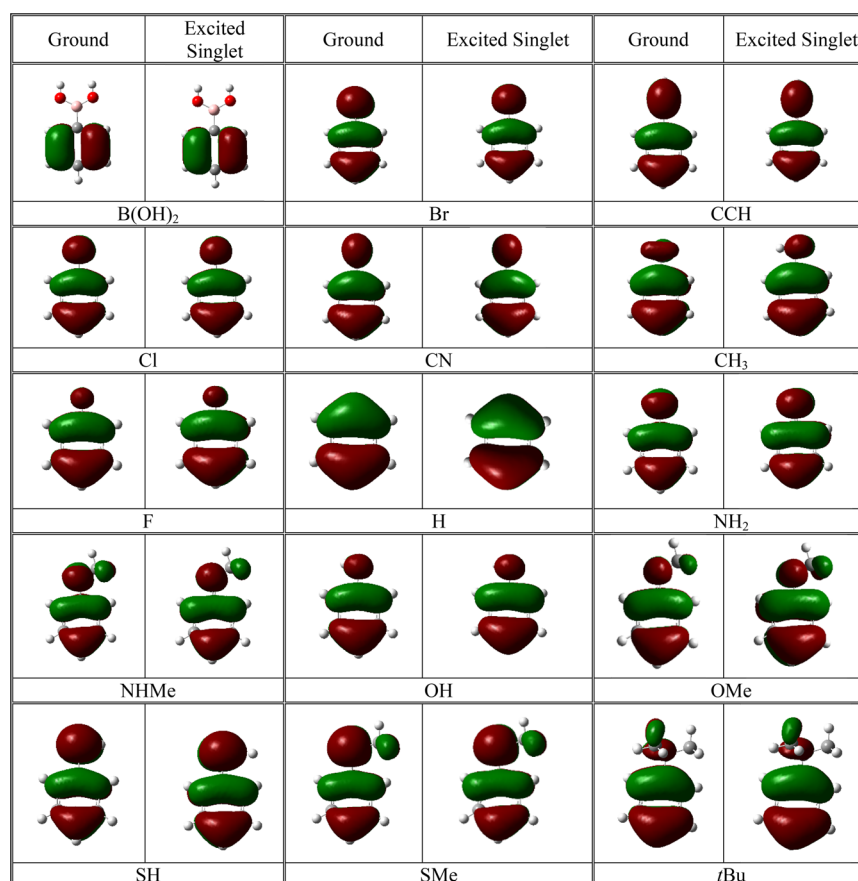 Ground Excited Singlet Ground Excited Singlet Ground Excited Singlet
B(OH)₂ Br CCH
Cl CN CH₃
F H NH₂
NHMe OH OMe
SH SMe tBu